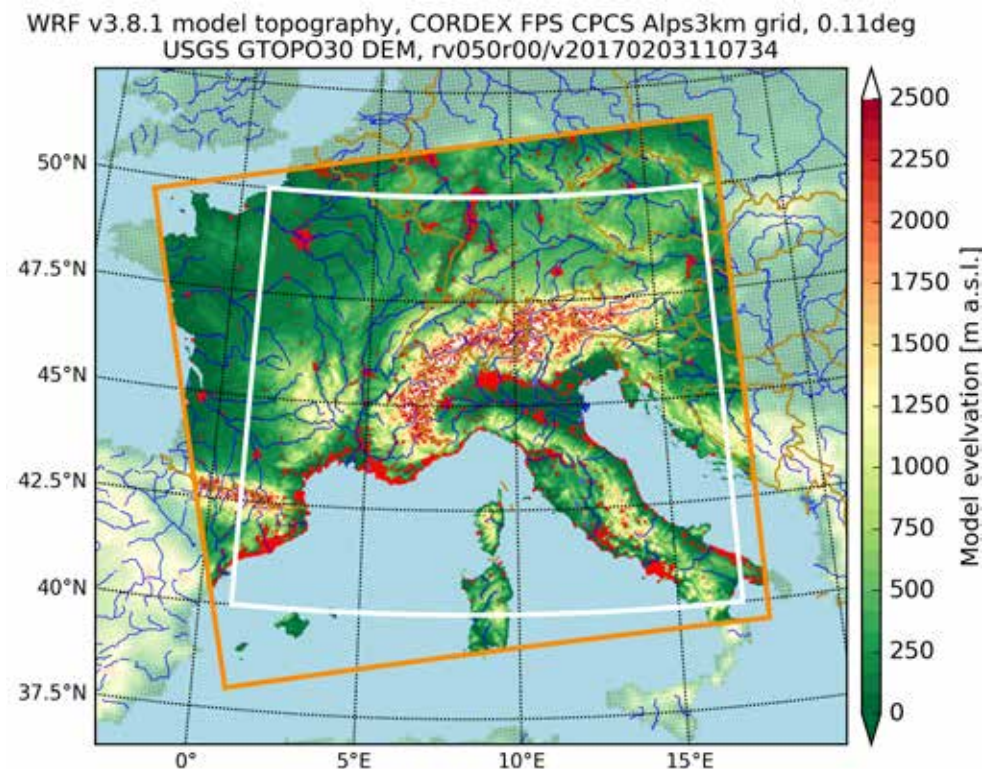 WRF v3.8.1 model topography, CORDEX FPS CPCS Alps3km grid, 0.11deg
USGS GTOPO30 DEM, rv050r00/v20170203110734
50°N
47.5°N
45°N
42.5°N
40°N
37.5°N
0°
5°E
10°E
15°E
2500
2250
2000
1750
1500
1250
1000
750
500
250
0
Model evelvation [m a.s.l.]